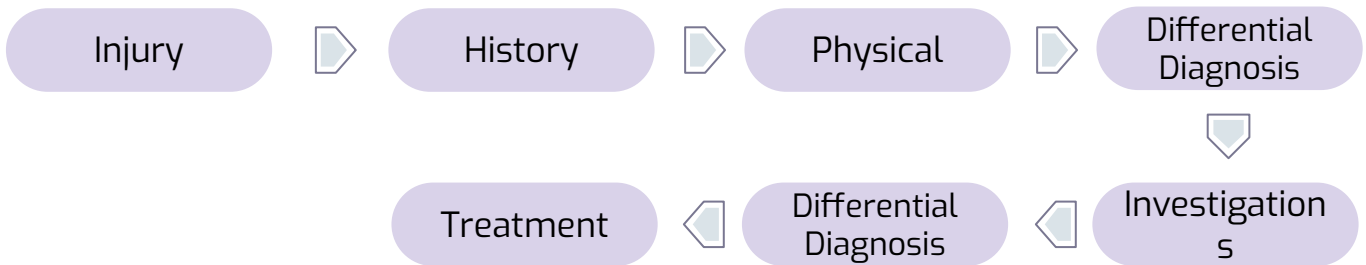 Injury
History
Physical
Differential
Diagnosis
Investigation
s
Differential
Diagnosis
Treatment